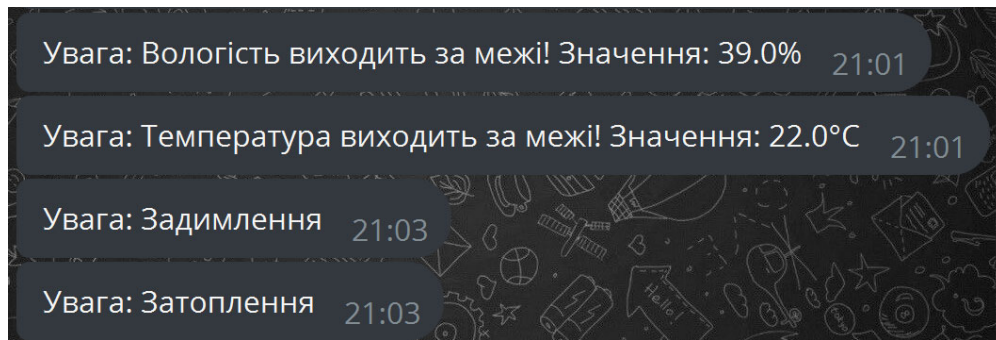 Увага: Вологість виходить за межі! Значення: 39.0% 21:01
Увага: Температура виходить за межі! Значення: 22.0°C 21:01
Увага: Задимлення 21:03
Увага: Затоплення 21:03
Hello!